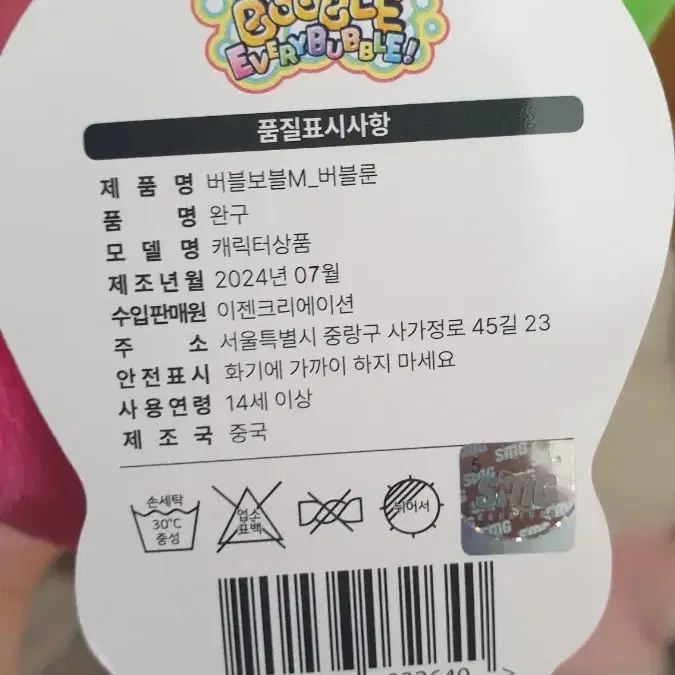 BUBBLE
EVERYBUBBLE!
품질표시사항
제 품 명 버블보블M_버블룬
품 명 완구
모 델 명 캐릭터상품
제조년월 2024년 07월
수입판매원 이젠크리에이션
주 소 서울특별시 중랑구 사가정로 45길 23
안전표시 화기에 가까이 하지 마세요
사용연령 14세 이상
제 조 국 중국
손세탁
30℃
중성
염소
표백
뉘어서
5
SMG
SMG
SMG